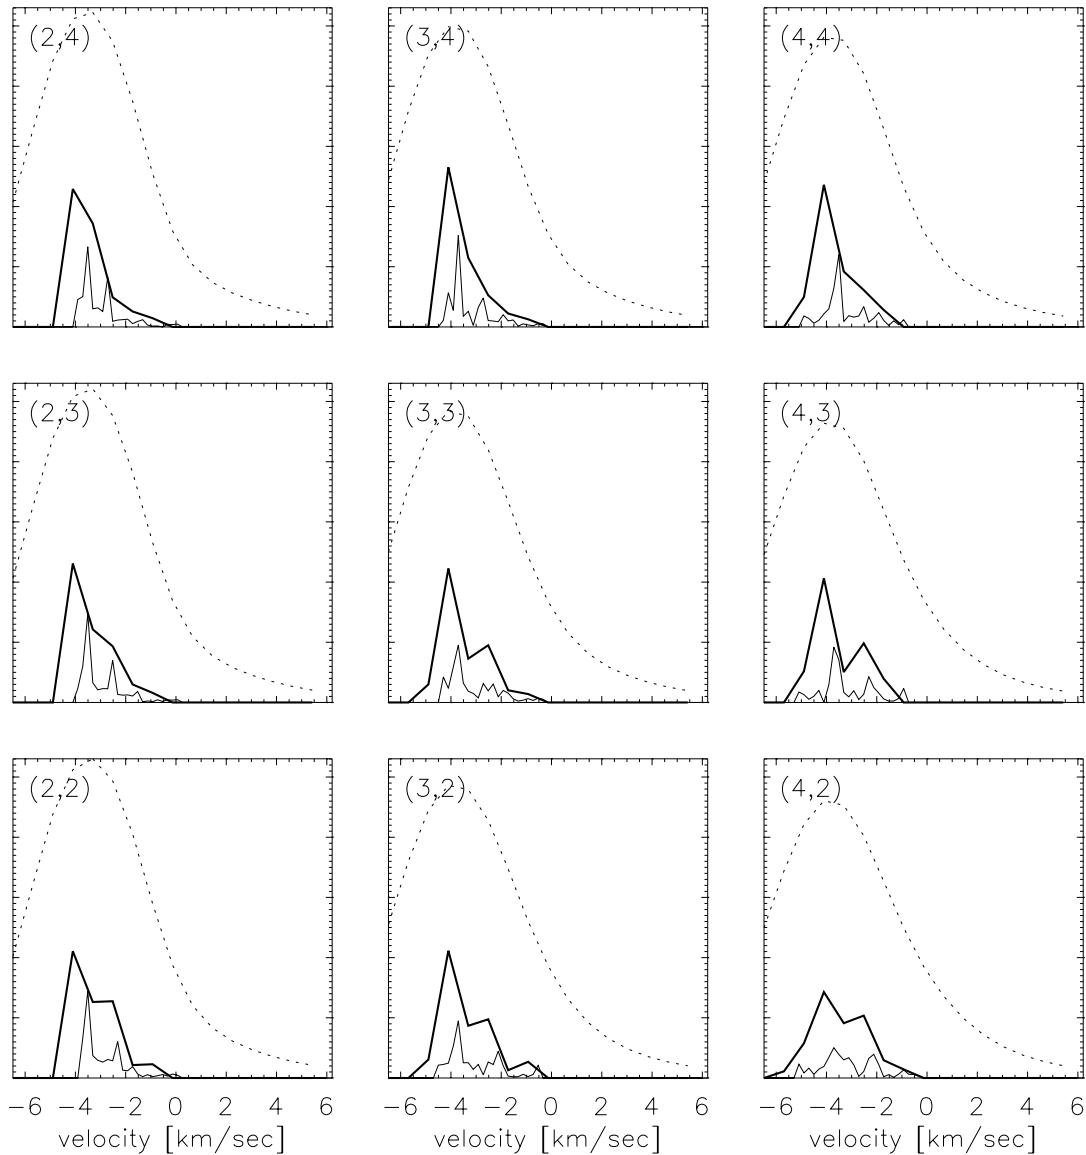 (2,4) (3,4) (4,4)
(2,3) (3,3) (4,3)
(2,2) (3,2) (4,2)
−6 −4 −2 0 2 4 6 −6 −4 −2 0 2 4 6 −6 −4 −2 0 2 4 6
velocity [km/sec] velocity [km/sec] velocity [km/sec]